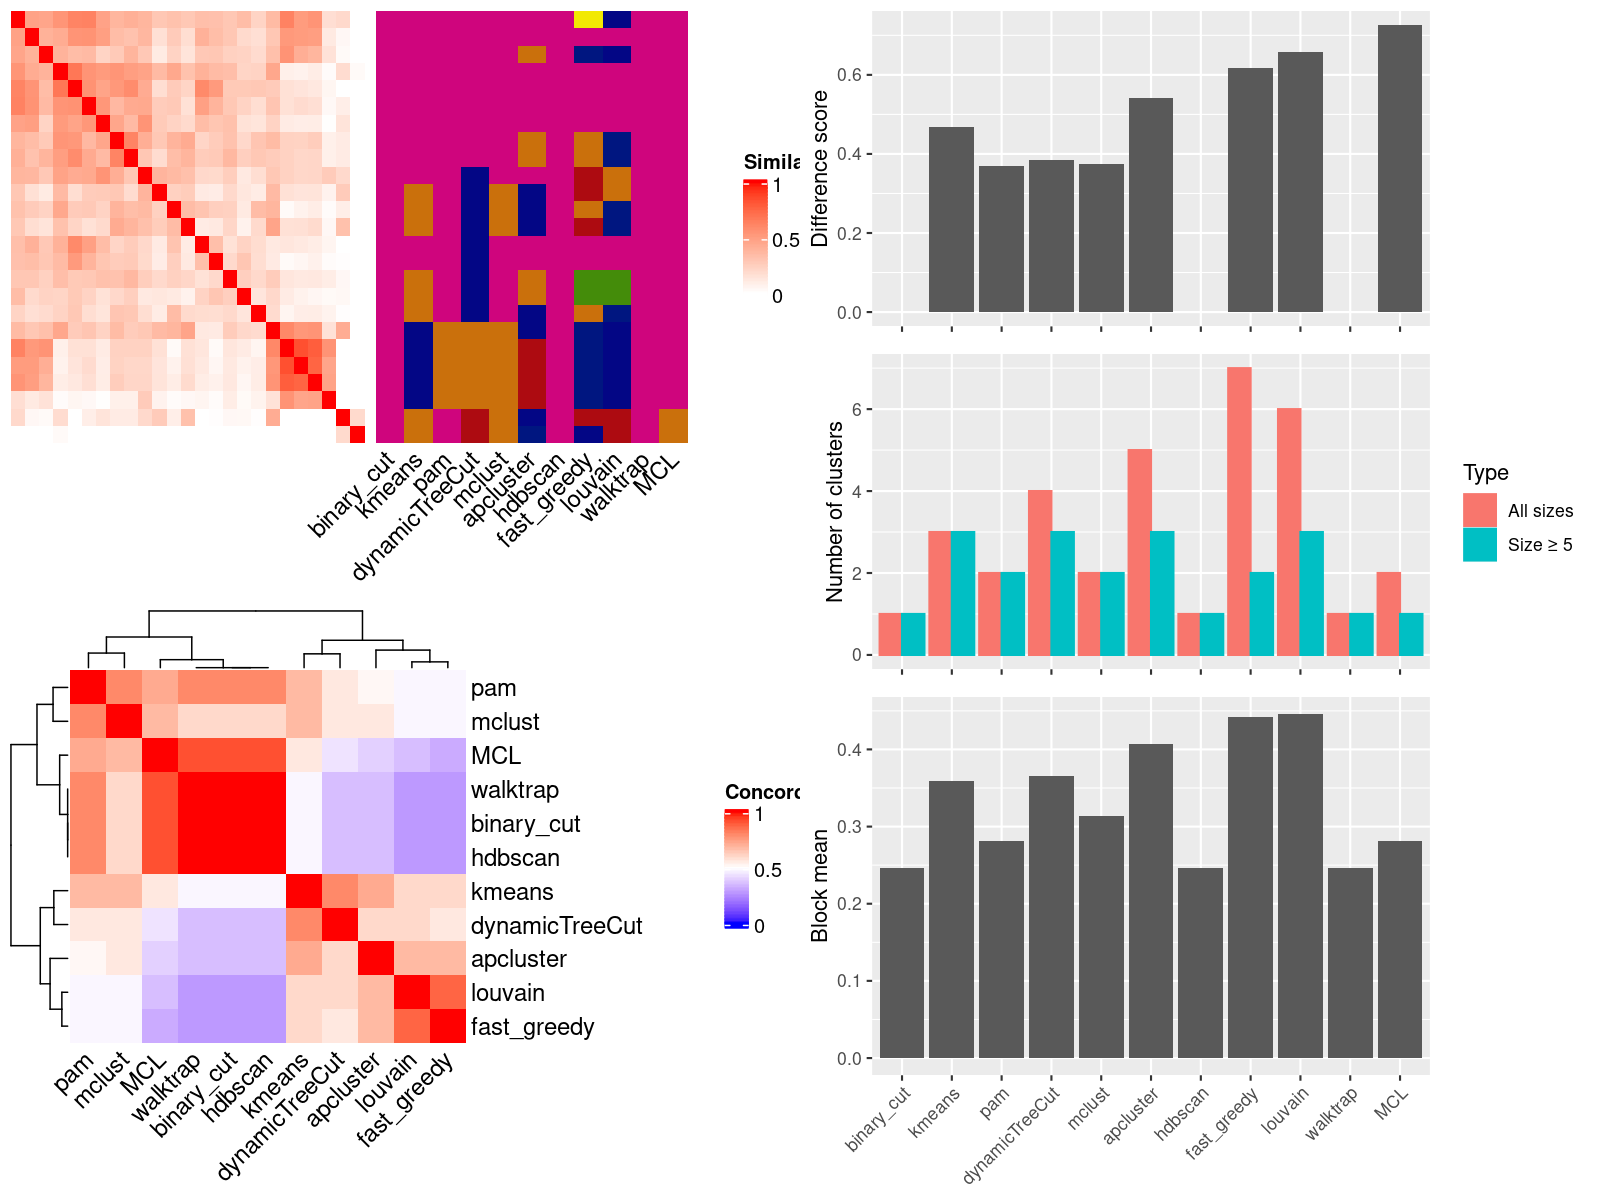 Simila
1
0.5
0
binary_cut
kmeans
pam
dynamicTreeCut
mclust
apcluster
hdbscan
fast_greedy
louvain
walktrap
MCL
pam
mclust
MCL
walktrap
binary_cut
hdbscan
kmeans
dynamicTreeCut
apcluster
louvain
fast_greedy
Concord
1
0.5
0
pam
mclust
MCL
walktrap
binary_cut
hdbscan
kmeans
dynamicTreeCut
apcluster
louvain
fast_greedy
Difference score
0.6
0.4
0.2
0.0
Number of clusters
6
4
2
0
Type
All sizes
Size ≥ 5
Block mean
0.4
0.3
0.2
0.1
0.0
binary_cut
kmeans
pam
dynamicTreeCut
mclust
apcluster
hdbscan
fast_greedy
louvain
walktrap
MCL